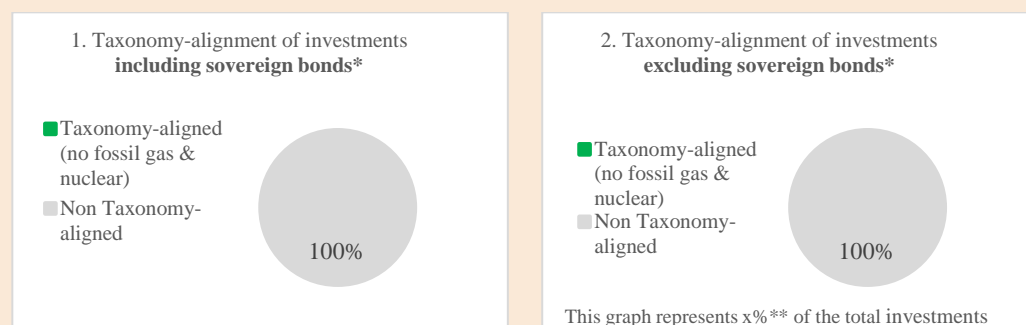 1. Taxonomy-alignment of investments
including sovereign bonds*
Taxonomy-aligned
(no fossil gas &
nuclear)
Non Taxonomy-
aligned
100%
2. Taxonomy-alignment of investments
excluding sovereign bonds*
Taxonomy-aligned
(no fossil gas &
nuclear)
Non Taxonomy-
aligned
100%
This graph represents x%** of the total investments